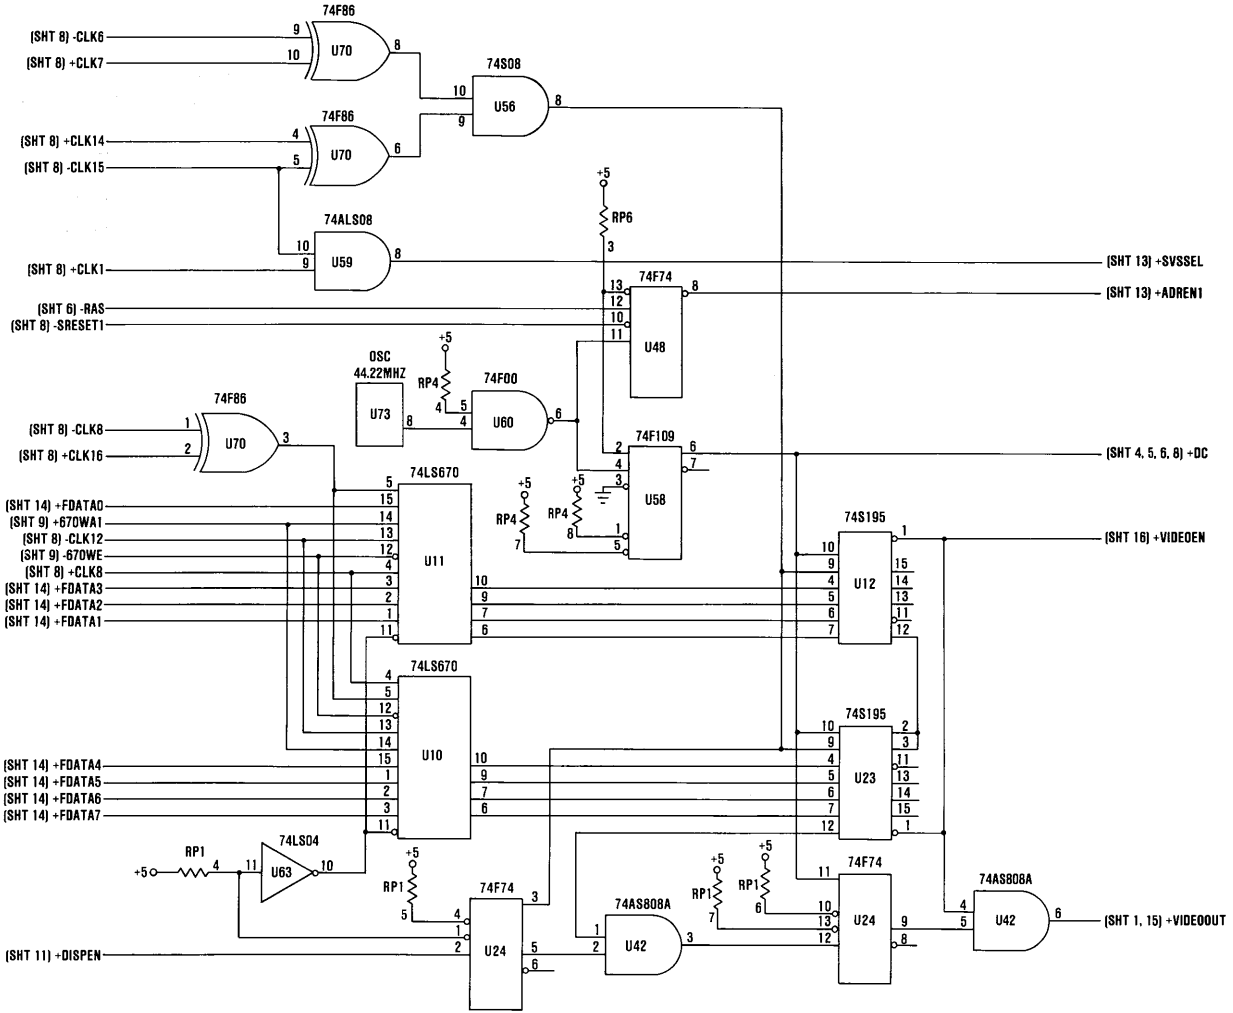 74F86
(SHT 8) -CLK6 9
U70 8
(SHT 8) +CLK7 10
74S08
10
U56 8
9
74F86
(SHT 8) +CLK14 4
U70 6
(SHT 8) -CLK15 5
+5
RP6
3
74ALS08
10
U59 8
(SHT 8) +CLK1 9
(SHT 13) +SVSSEL
74F74
13 8
(SHT 13) +ADREN1
(SHT 6) -RAS 12
(SHT 8) -SRESET1 10
11
U48
+5
RP4
4
OSC
44.22MHZ
U73
8
74F00
5
4
U60 6
74F86
(SHT 8) -CLK8 1
U70 3
(SHT 8) +CLK16 2
74F109
2 6
4 7
3
U58
1
5
(SHT 4, 5, 6, 8) +DC
+5
RP4
7
+5
RP4
8
74LS670
5
(SHT 14) +FDATA0 15
(SHT 9) +670WA1 14
(SHT 8) -CLK12 13
(SHT 9) -670WE 12
(SHT 8) +CLK8 4
(SHT 14) +FDATA3 3
(SHT 14) +FDATA2 2
(SHT 14) +FDATA1 1
11
U11
10
9
7
6
74S195
1
(SHT 16) +VIDEOEN
10
9 15
4 14
5 13
6 11
7 12
U12
74LS670
4
5
12
13
14
(SHT 14) +FDATA4 15
(SHT 14) +FDATA5 1
(SHT 14) +FDATA6 2
(SHT 14) +FDATA7 3
11
U10
10
9
7
6
74S195
10 2
9 3
4 11
5 13
6 14
7 15
12 1
U23
74LS04
RP1
+5 4 11
U63 10
+5
RP1
5
74F74
3
4
1
(SHT 11) +DISPEN 2
U24
5
6
74AS808A
1
2
U42 3
+5
RP1
7
+5
RP1
6
74F74
11
10
13
12
U24
9
8
74AS808A
4
5
U42 6
(SHT 1, 15) +VIDEOOUT